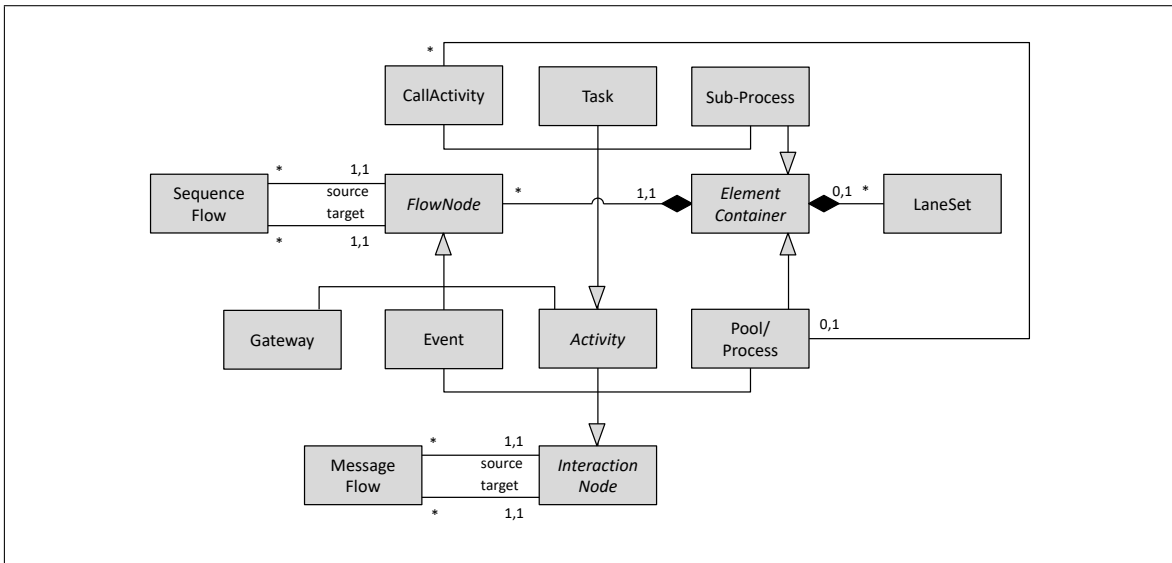 *
CallActivity
Task
Sub-Process
*
1,1
*
1,1
0,1
*
Sequence
Flow
source
target
FlowNode
Element
Container
LaneSet
*
1,1
Gateway
Event
Activity
Pool/
Process
0,1
*
1,1
Message
Flow
source
target
Interaction
Node
*
1,1